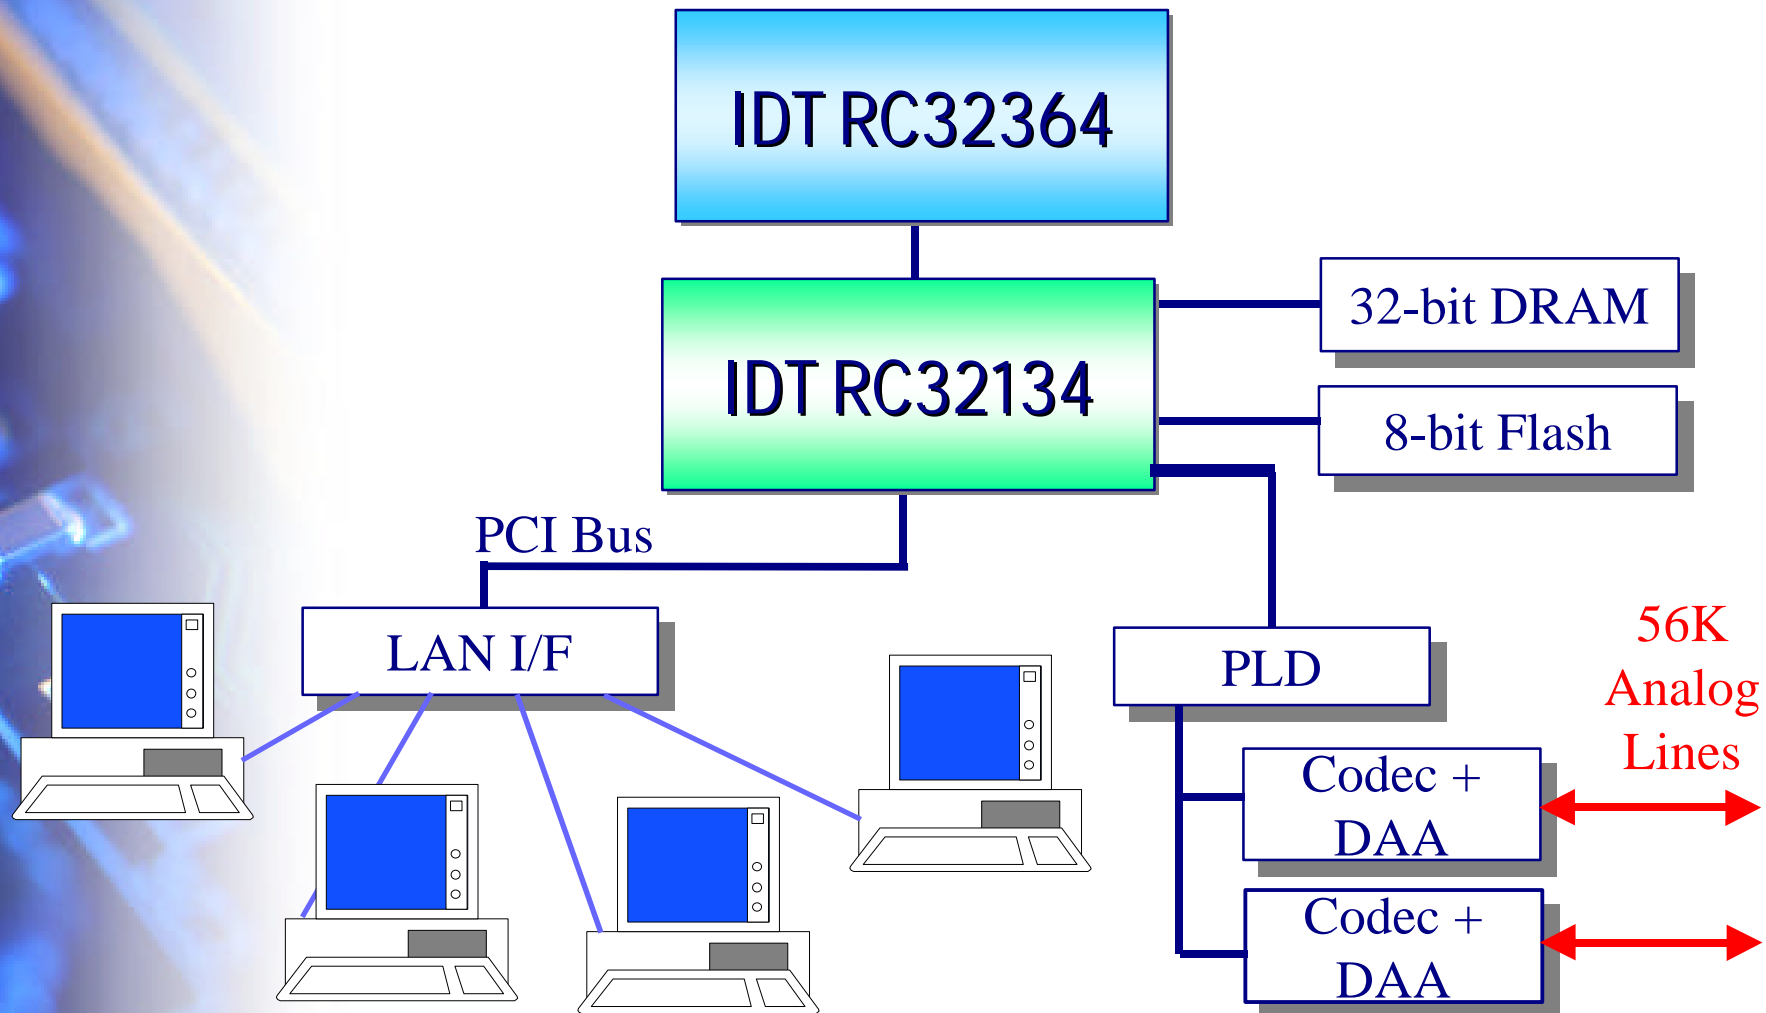 IDT RC32364
IDT RC32134
32-bit DRAM
8-bit Flash
PCI Bus
LAN I/F
PLD
56K
Analog
Lines
Codec +
DAA
Codec +
DAA